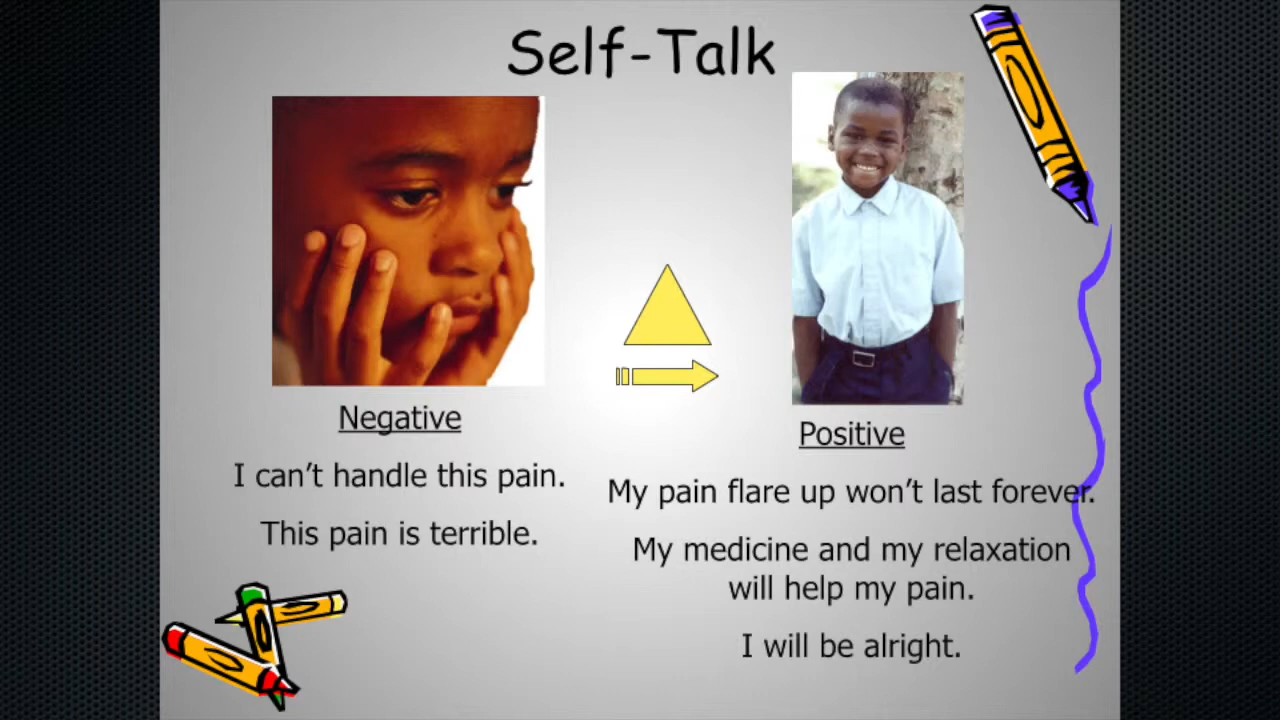 Self-Talk
Negative
I can't handle this pain.
This pain is terrible.
Positive
My pain flare up won't last forever.
My medicine and my relaxation
will help my pain.
I will be alright.